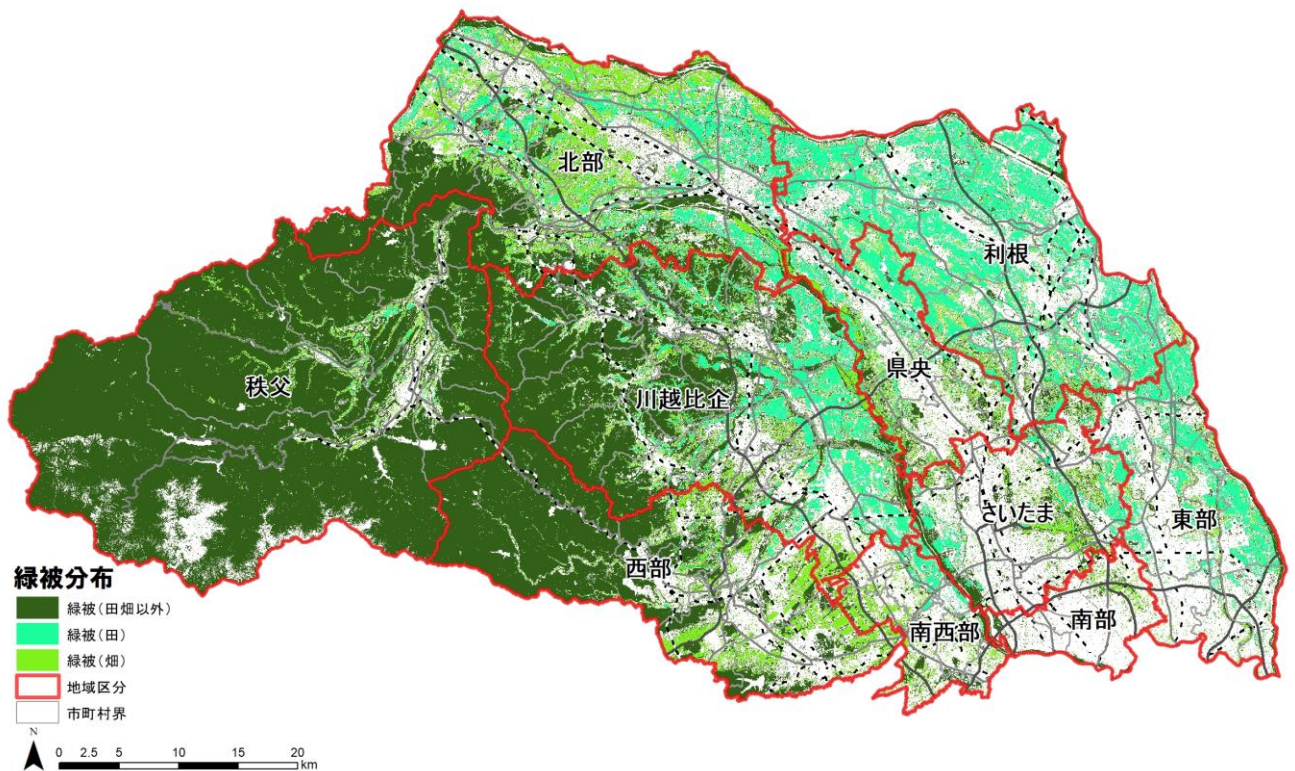 北部
利根
県央
秩父
川越比企
さいたま
東部
西部
南部
南西部
緑被分布
緑被(田畑以外)
緑被(田)
緑被(畑)
地域区分
市町村界
N
0 2.5 5 10 15 20
km